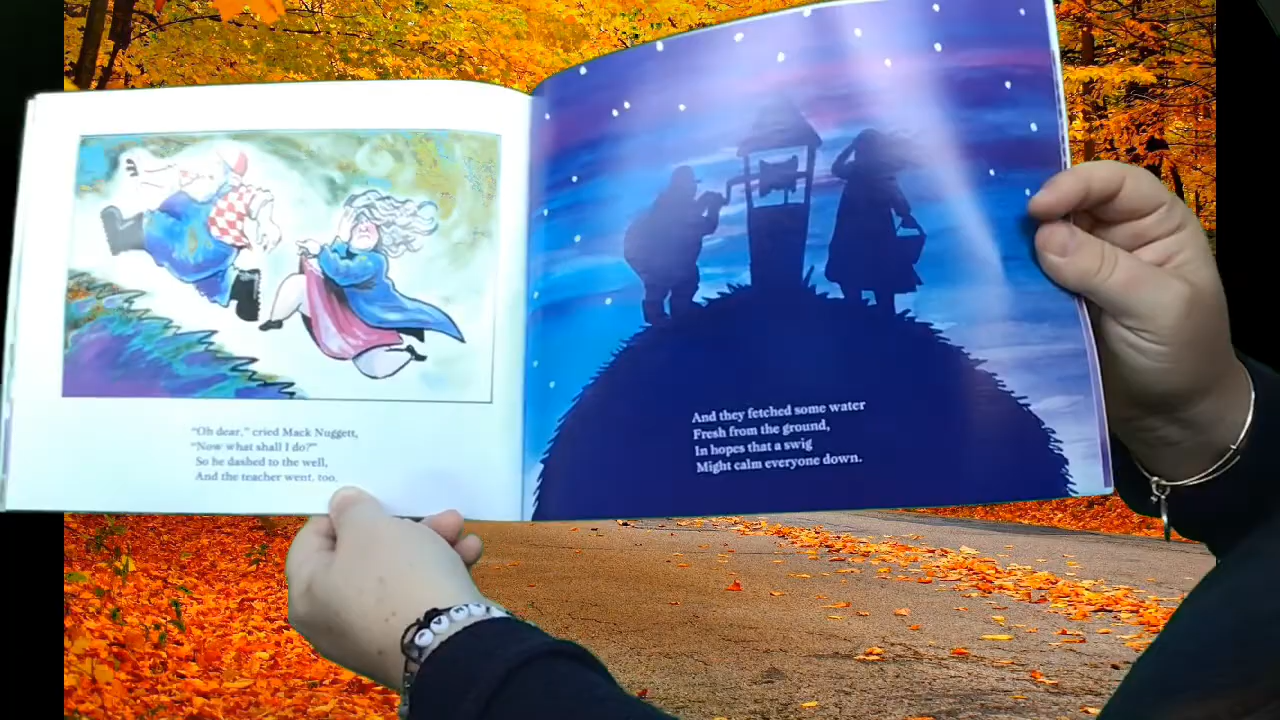 "Oh dear," cried Mack Nuggett,
"Now what shall I do?"
So he dashed to the well,
And the teacher went, too.
And they fetched some water
Fresh from the ground,
In hopes that a swig
Might calm everyone down.